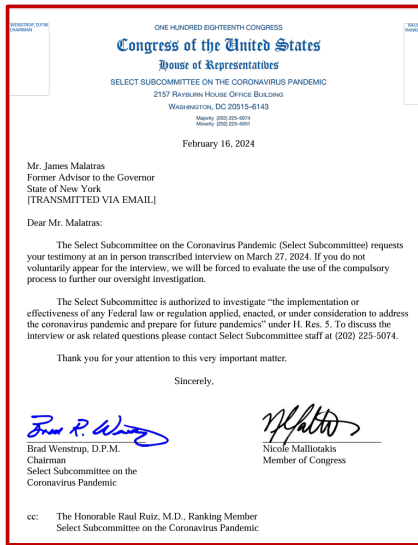 WENSTRUP, D.P.M.
CHAIRMAN
ONE HUNDRED EIGHTEENTH CONGRESS
RAUL
RANKI
Congress of the United States
House of Representatives
SELECT SUBCOMMITTEE ON THE CORONAVIRUS PANDEMIC
2157 RAYBURN HOUSE OFFICE BUILDING
WASHINGTON, DC 20515–6143
Majority (202) 225–5074
Minority (202) 225–5051
February 16, 2024
Mr. James Malatras
Former Advisor to the Governor
State of New York
[TRANSMITTED VIA EMAIL]
Dear Mr. Malatras:
The Select Subcommittee on the Coronavirus Pandemic (Select Subcommittee) requests
your testimony at an in person transcribed interview on March 27, 2024. If you do not
voluntarily appear for the interview, we will be forced to evaluate the use of the compulsory
process to further our oversight investigation.
The Select Subcommittee is authorized to investigate “the implementation or
effectiveness of any Federal law or regulation applied, enacted, or under consideration to address
the coronavirus pandemic and prepare for future pandemics” under H. Res. 5. To discuss the
interview or ask related questions please contact Select Subcommittee staff at (202) 225-5074.
Thank you for your attention to this very important matter.
Sincerely,
Brad R. Wenstrup
Brad Wenstrup, D.P.M.
Chairman
Select Subcommittee on the
Coronavirus Pandemic
Nicole Malliotakis
Member of Congress
cc: The Honorable Raul Ruiz, M.D., Ranking Member
Select Subcommittee on the Coronavirus Pandemic